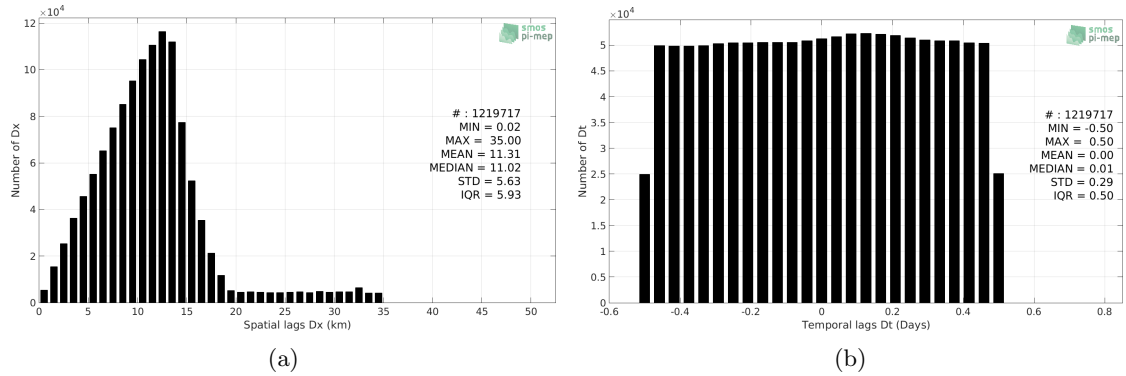 ×10⁴
12
10
8
6
4
2
0
0 5 10 15 20 25 30 35 40 45 50
Number of Dx
Spatial lags Dx (km)
smos
pi-mep
# : 1219717
MIN = 0.02
MAX = 35.00
MEAN = 11.31
MEDIAN = 11.02
STD = 5.63
IQR = 5.93
(a)
×10⁴
5
4.5
4
3.5
3
2.5
2
1.5
1
0.5
0
-0.6 -0.4 -0.2 0 0.2 0.4 0.6 0.8
Number of Dt
Temporal lags Dt (Days)
smos
pi-mep
# : 1219717
MIN = -0.50
MAX = 0.50
MEAN = 0.00
MEDIAN = 0.01
STD = 0.29
IQR = 0.50
(b)